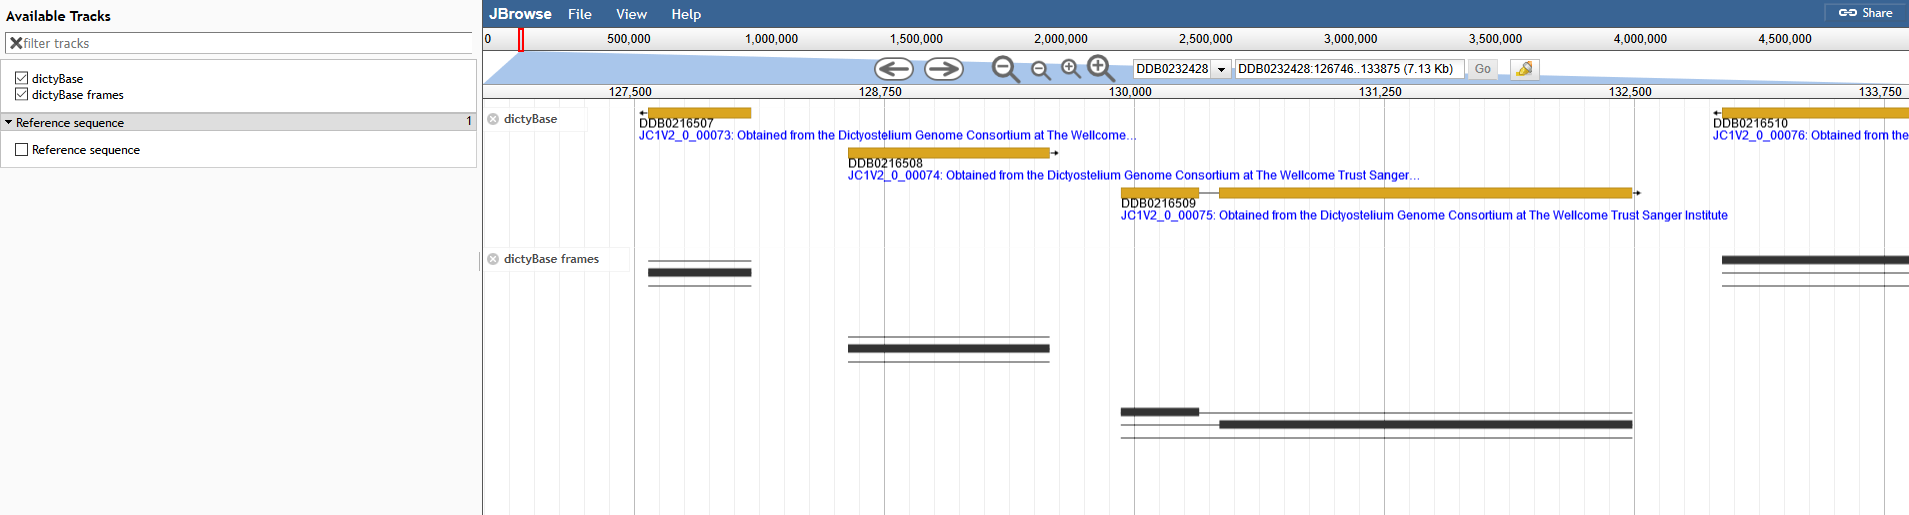 Available Tracks
filter tracks
dictyBase
dictyBase frames
Reference sequence 1
Reference sequence
JBrowse File View Help Share
0 500,000 1,000,000 1,500,000 2,000,000 2,500,000 3,000,000 3,500,000 4,000,000 4,500,000
DDB0232428 DDB0232428:126746..133875 (7.13 Kb) Go
127,500 128,750 130,000 131,250 132,500 133,750
dictyBase
DDB0216507 DDB0216510
JC1V2_0_00073: Obtained from the Dictyostelium Genome Consortium at The Wellcome... JC1V2_0_00076: Obtained from the
DDB0216508
JC1V2_0_00074: Obtained from the Dictyostelium Genome Consortium at The Wellcome Trust Sanger...
DDB0216509
JC1V2_0_00075: Obtained from the Dictyostelium Genome Consortium at The Wellcome Trust Sanger Institute
dictyBase frames